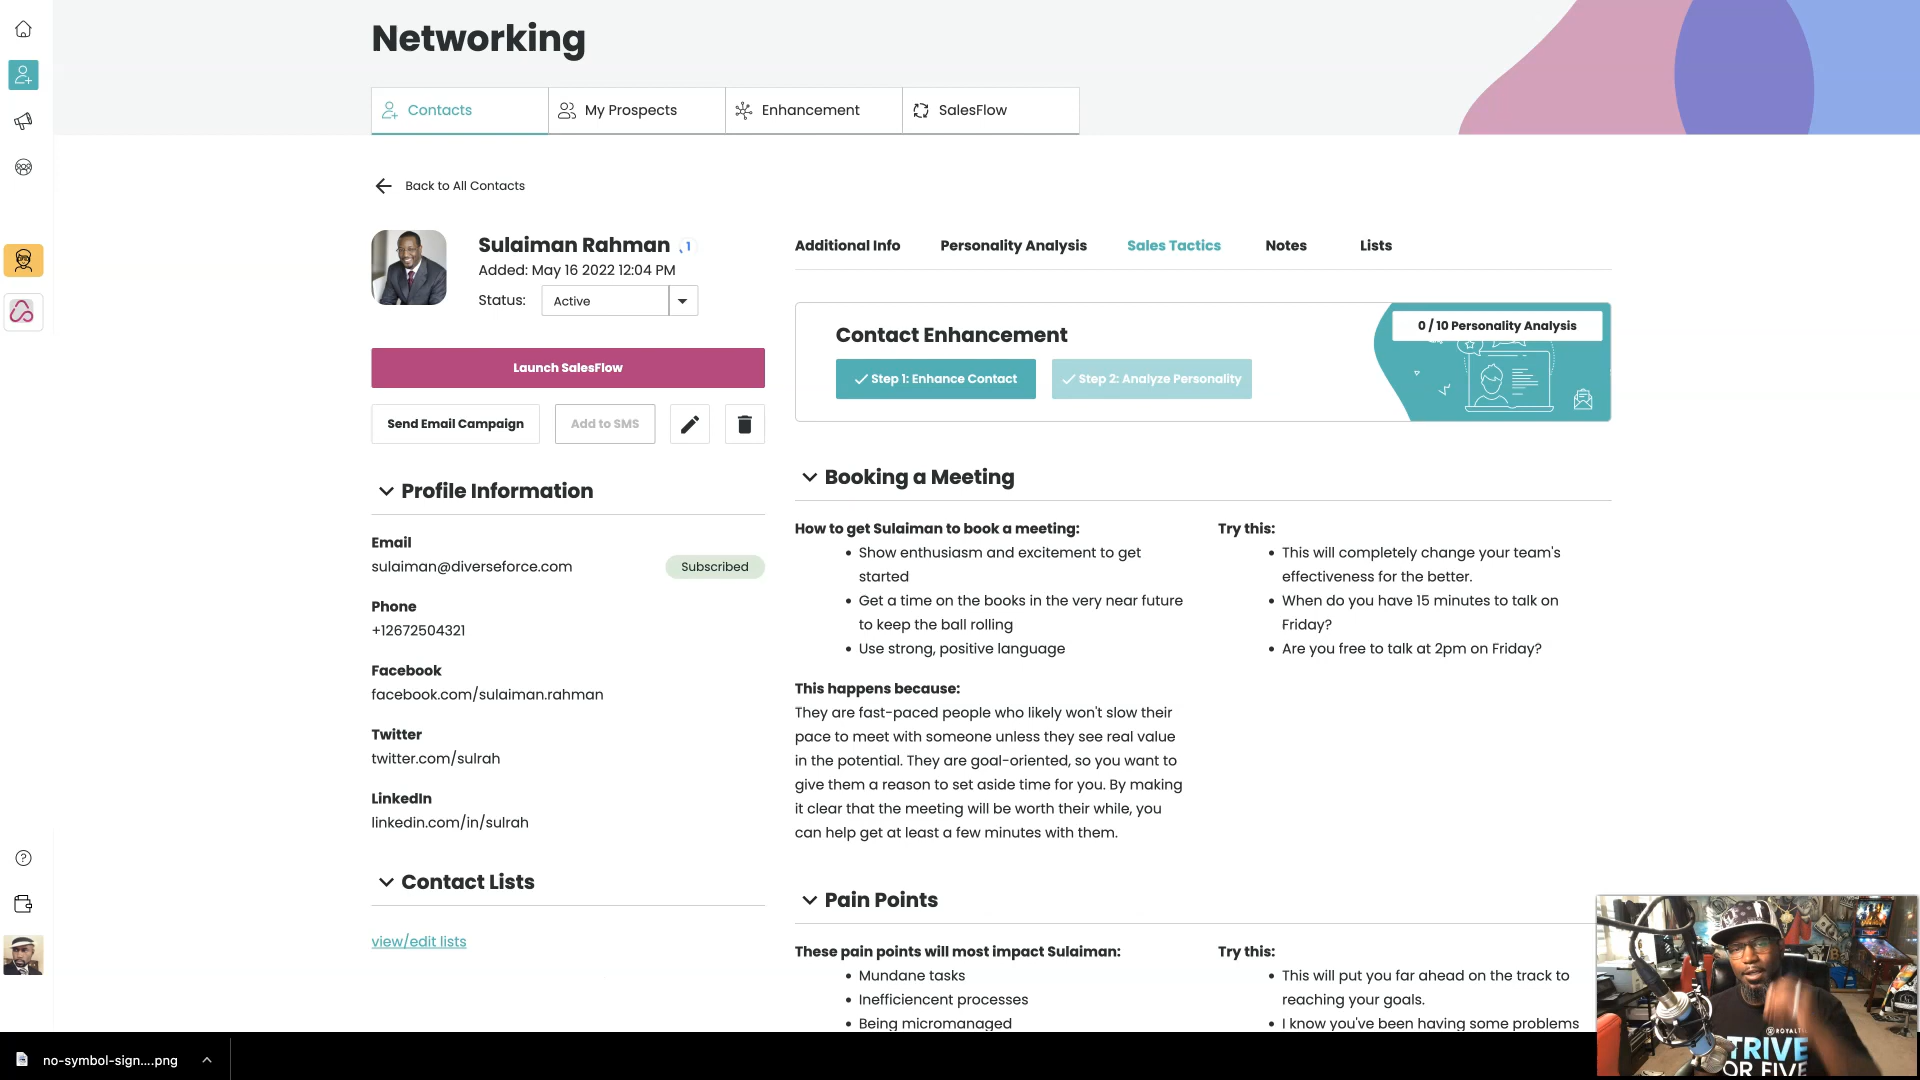 Networking
Contacts
My Prospects
Enhancement
SalesFlow
Back to All Contacts
Sulaiman Rahman 1
Added: May 16 2022 12:04 PM
Status: Active
Launch SalesFlow
Send Email Campaign
Add to SMS
Profile Information
Email
sulaiman@diverseforce.com
Subscribed
Phone
+12672504321
Facebook
facebook.com/sulaiman.rahman
Twitter
twitter.com/sulrah
LinkedIn
linkedin.com/in/sulrah
Contact Lists
view/edit lists
Additional Info
Personality Analysis
Sales Tactics
Notes
Lists
Contact Enhancement
0 / 10 Personality Analysis
Step 1: Enhance Contact
Step 2: Analyze Personality
Booking a Meeting
How to get Sulaiman to book a meeting:
• Show enthusiasm and excitement to get
started
• Get a time on the books in the very near future
to keep the ball rolling
• Use strong, positive language
Try this:
• This will completely change your team's
effectiveness for the better.
• When do you have 15 minutes to talk on
Friday?
• Are you free to talk at 2pm on Friday?
This happens because:
They are fast-paced people who likely won't slow their
pace to meet with someone unless they see real value
in the potential. They are goal-oriented, so you want to
give them a reason to set aside time for you. By making
it clear that the meeting will be worth their while, you
can help get at least a few minutes with them.
Pain Points
These pain points will most impact Sulaiman:
• Mundane tasks
• Inefficiencent processes
• Being micromanaged
Try this:
• This will put you far ahead on the track to
reaching your goals.
• I know you've been having some problems
no-symbol-sign....png
ROYALT
TRIVE
OR FIVE